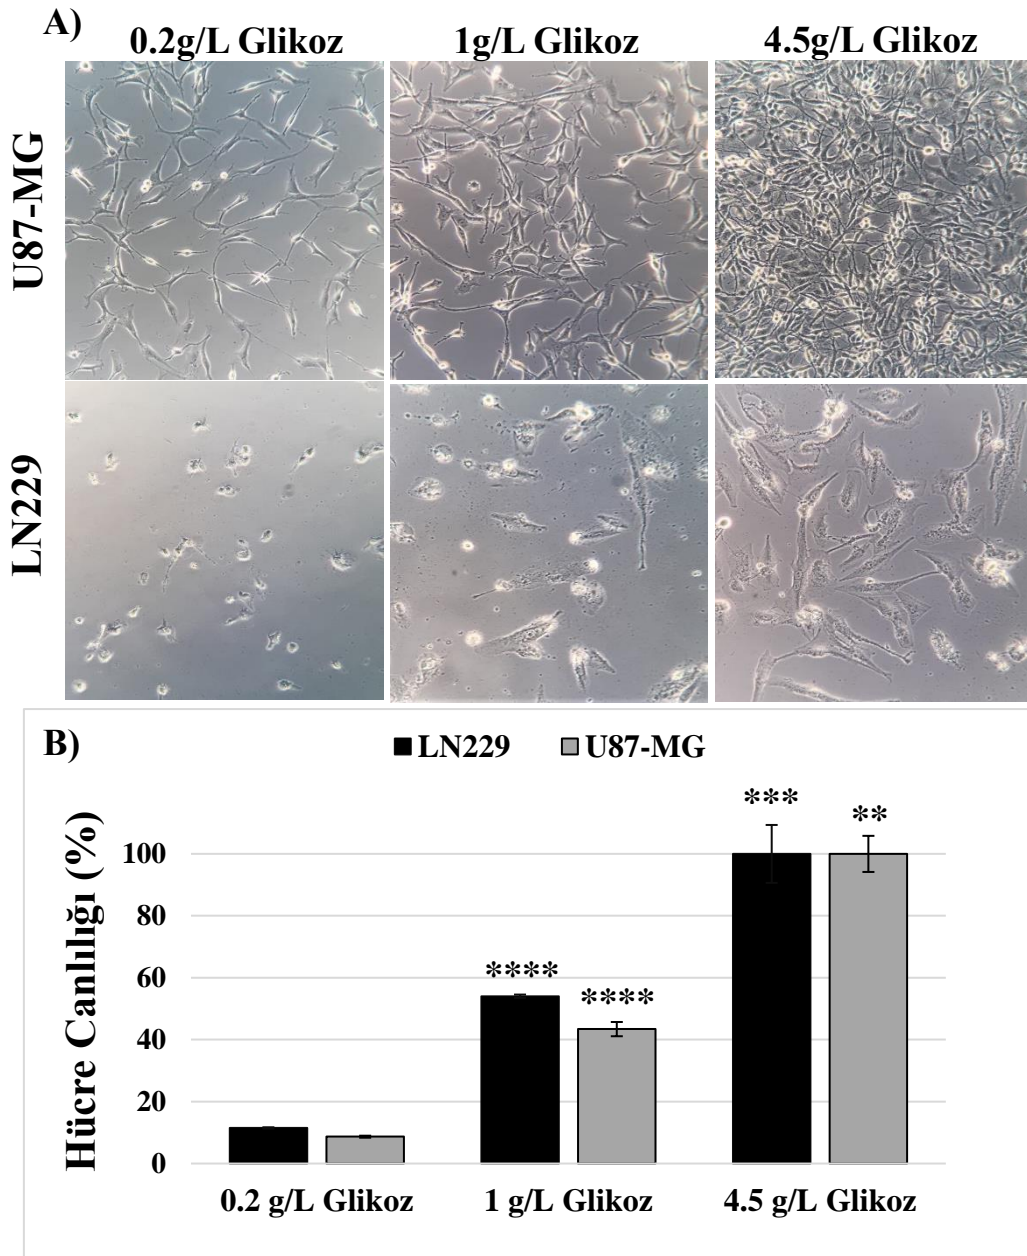 A)
0.2g/L Glikoz
1g/L Glikoz
4.5g/L Glikoz
U87-MG
LN229
B)
LN229
U87-MG
Hücre Canlılığı (%)
***
**
****
****
100
80
60
40
20
0
0.2 g/L Glikoz
1 g/L Glikoz
4.5 g/L Glikoz